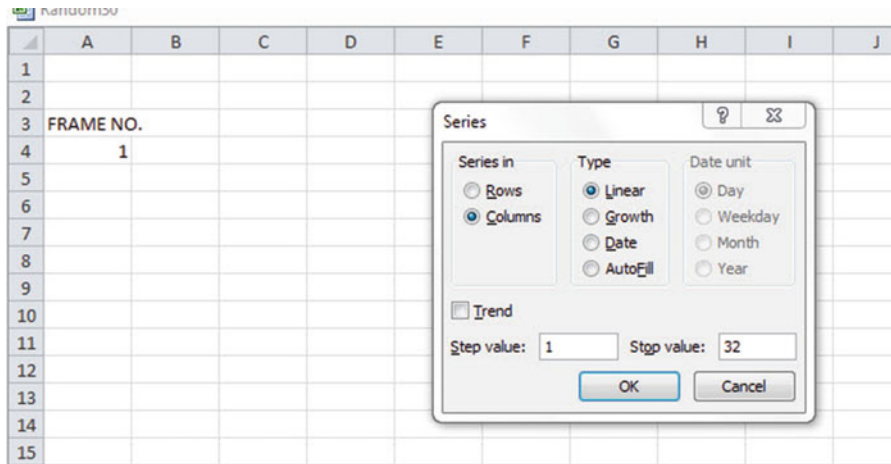 Random30
A B C D E F G H I J
1
2
3 FRAME NO.
4 1
5
6
7
8
9
10
11
12
13
14
15
Series
Series in Type Date unit
Rows Linear Day
Columns Growth Weekday
Date Month
AutoFill Year
Trend
Step value: 1 Stop value: 32
OK Cancel